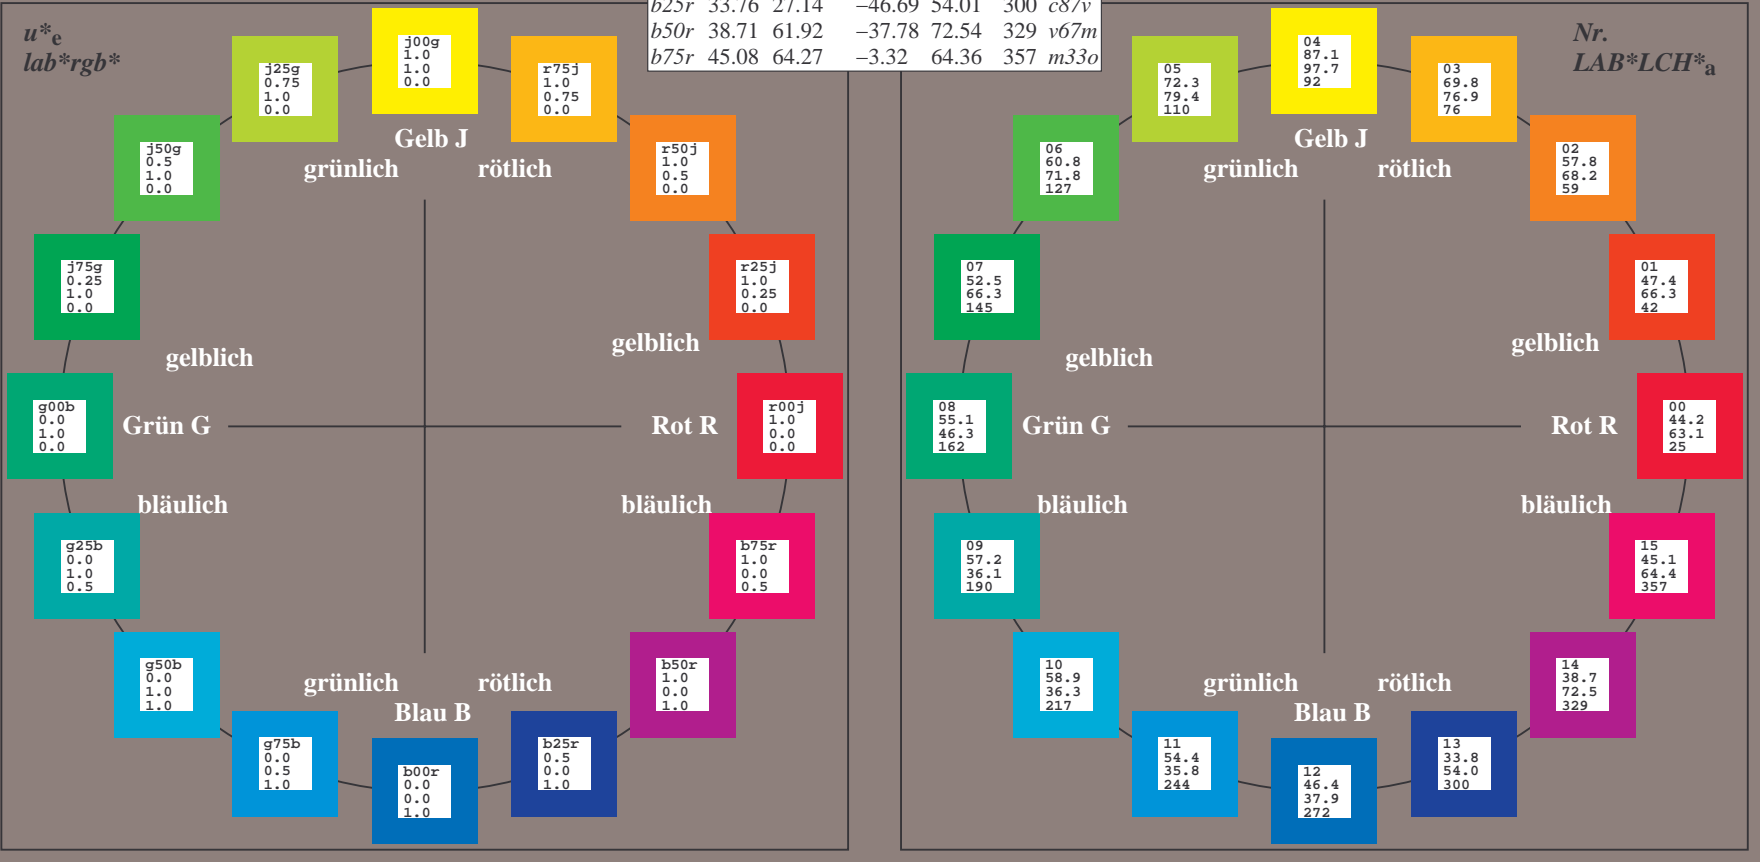 b25r 33.76 27.14 −46.69 54.01 300 c87v
b50r 38.71 61.92 −37.78 72.54 329 v67m
b75r 45.08 64.27 −3.32 64.36 357 m33o
u*e
lab*rgb*
j00g
1.0
1.0
0.0
j25g
0.75
1.0
0.0
r75j
1.0
0.75
0.0
Gelb J
grünlich rötlich
j50g
0.5
1.0
0.0
r50j
1.0
0.5
0.0
j75g
0.25
1.0
0.0
r25j
1.0
0.25
0.0
gelblich
gelblich
g00b
0.0
1.0
0.0
Grün G
Rot R
r00j
1.0
0.0
0.0
bläulich
bläulich
g25b
0.0
1.0
0.5
b75r
1.0
0.0
0.5
g50b
0.0
1.0
1.0
b50r
1.0
0.0
1.0
grünlich rötlich
Blau B
g75b
0.0
0.5
1.0
b00r
0.0
0.0
1.0
b25r
0.5
0.0
1.0
Nr.
LAB*LCH*a
04
87.1
97.7
92
05
72.3
79.4
110
03
69.8
76.9
76
Gelb J
grünlich rötlich
06
60.8
71.8
127
02
57.8
68.2
59
07
52.5
66.3
145
01
47.4
66.3
42
gelblich
gelblich
08
55.1
46.3
162
Grün G
Rot R
00
44.2
63.1
25
bläulich
bläulich
09
57.2
36.1
190
15
45.1
64.4
357
10
58.9
36.3
217
14
38.7
72.5
329
grünlich rötlich
Blau B
11
54.4
35.8
244
12
46.4
37.9
272
13
33.8
54.0
300